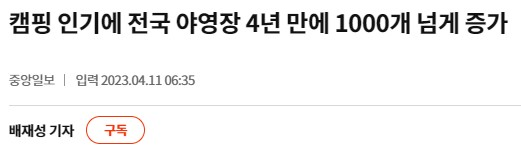 캠핑 인기에 전국 야영장 4년 만에 1000개 넘게 증가
중앙일보 | 입력 2023.04.11 06:35
배재성 기자 구독